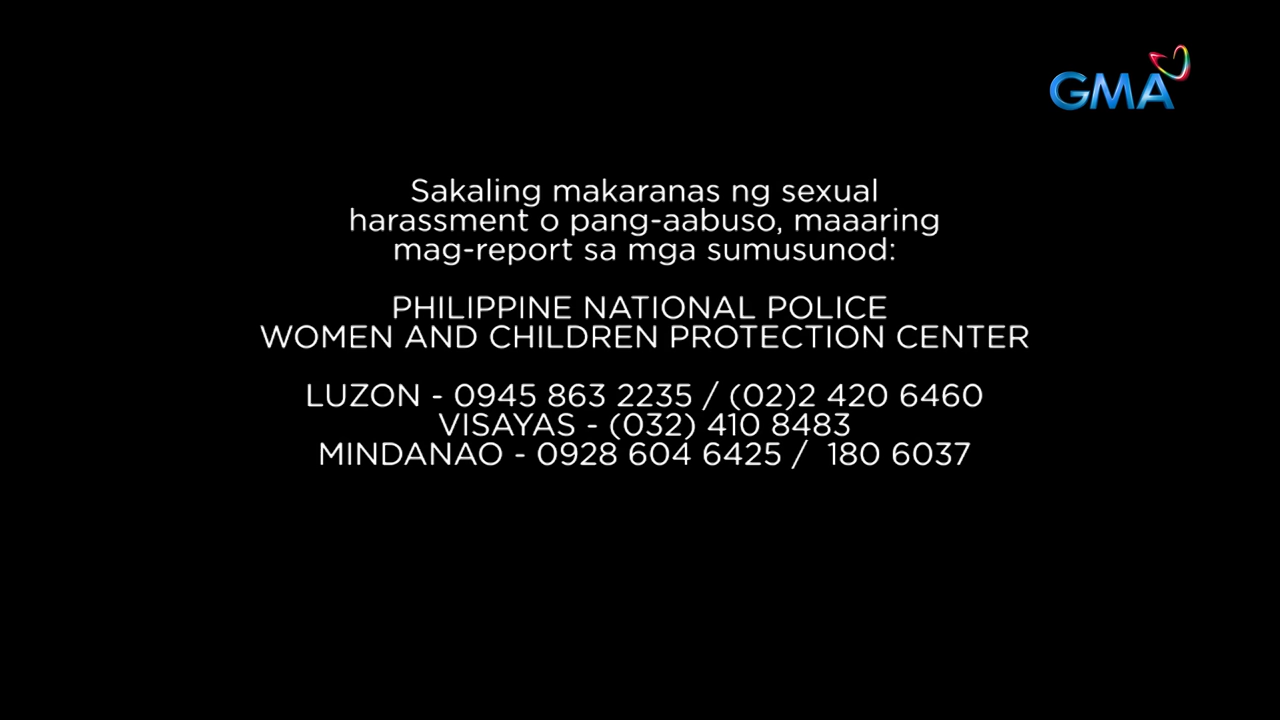 GMA
Sakaling makaranas ng sexual
harassment o pang-aabuso, maaaring
mag-report sa mga sumusunod:
PHILIPPINE NATIONAL POLICE
WOMEN AND CHILDREN PROTECTION CENTER
LUZON - 0945 863 2235 / (02)2 420 6460
VISAYAS - (032) 410 8483
MINDANAO - 0928 604 6425 /  180 6037